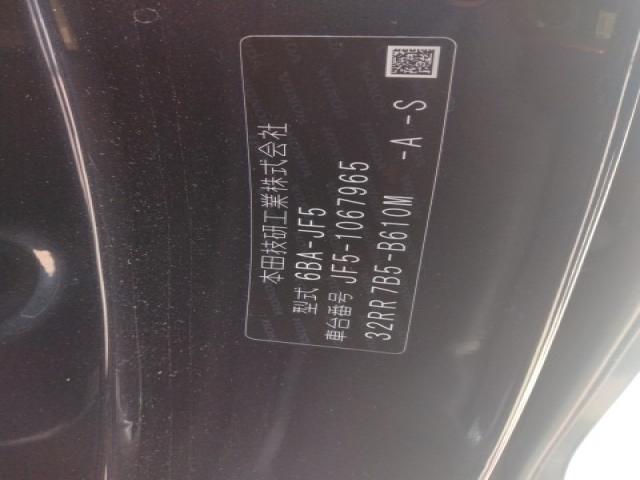 本田技研工業株式会社
型式 6BA-JF5
車台番号 JF5-1067965
32RR7B5-B610M -A-S